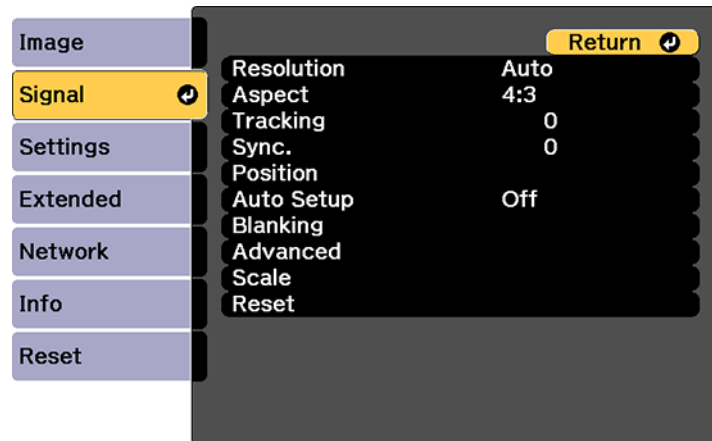 Image
Signal
Settings
Extended
Network
Info
Reset
Return
Resolution Auto
Aspect 4:3
Tracking 0
Sync. 0
Position
Auto Setup Off
Blanking
Advanced
Scale
Reset